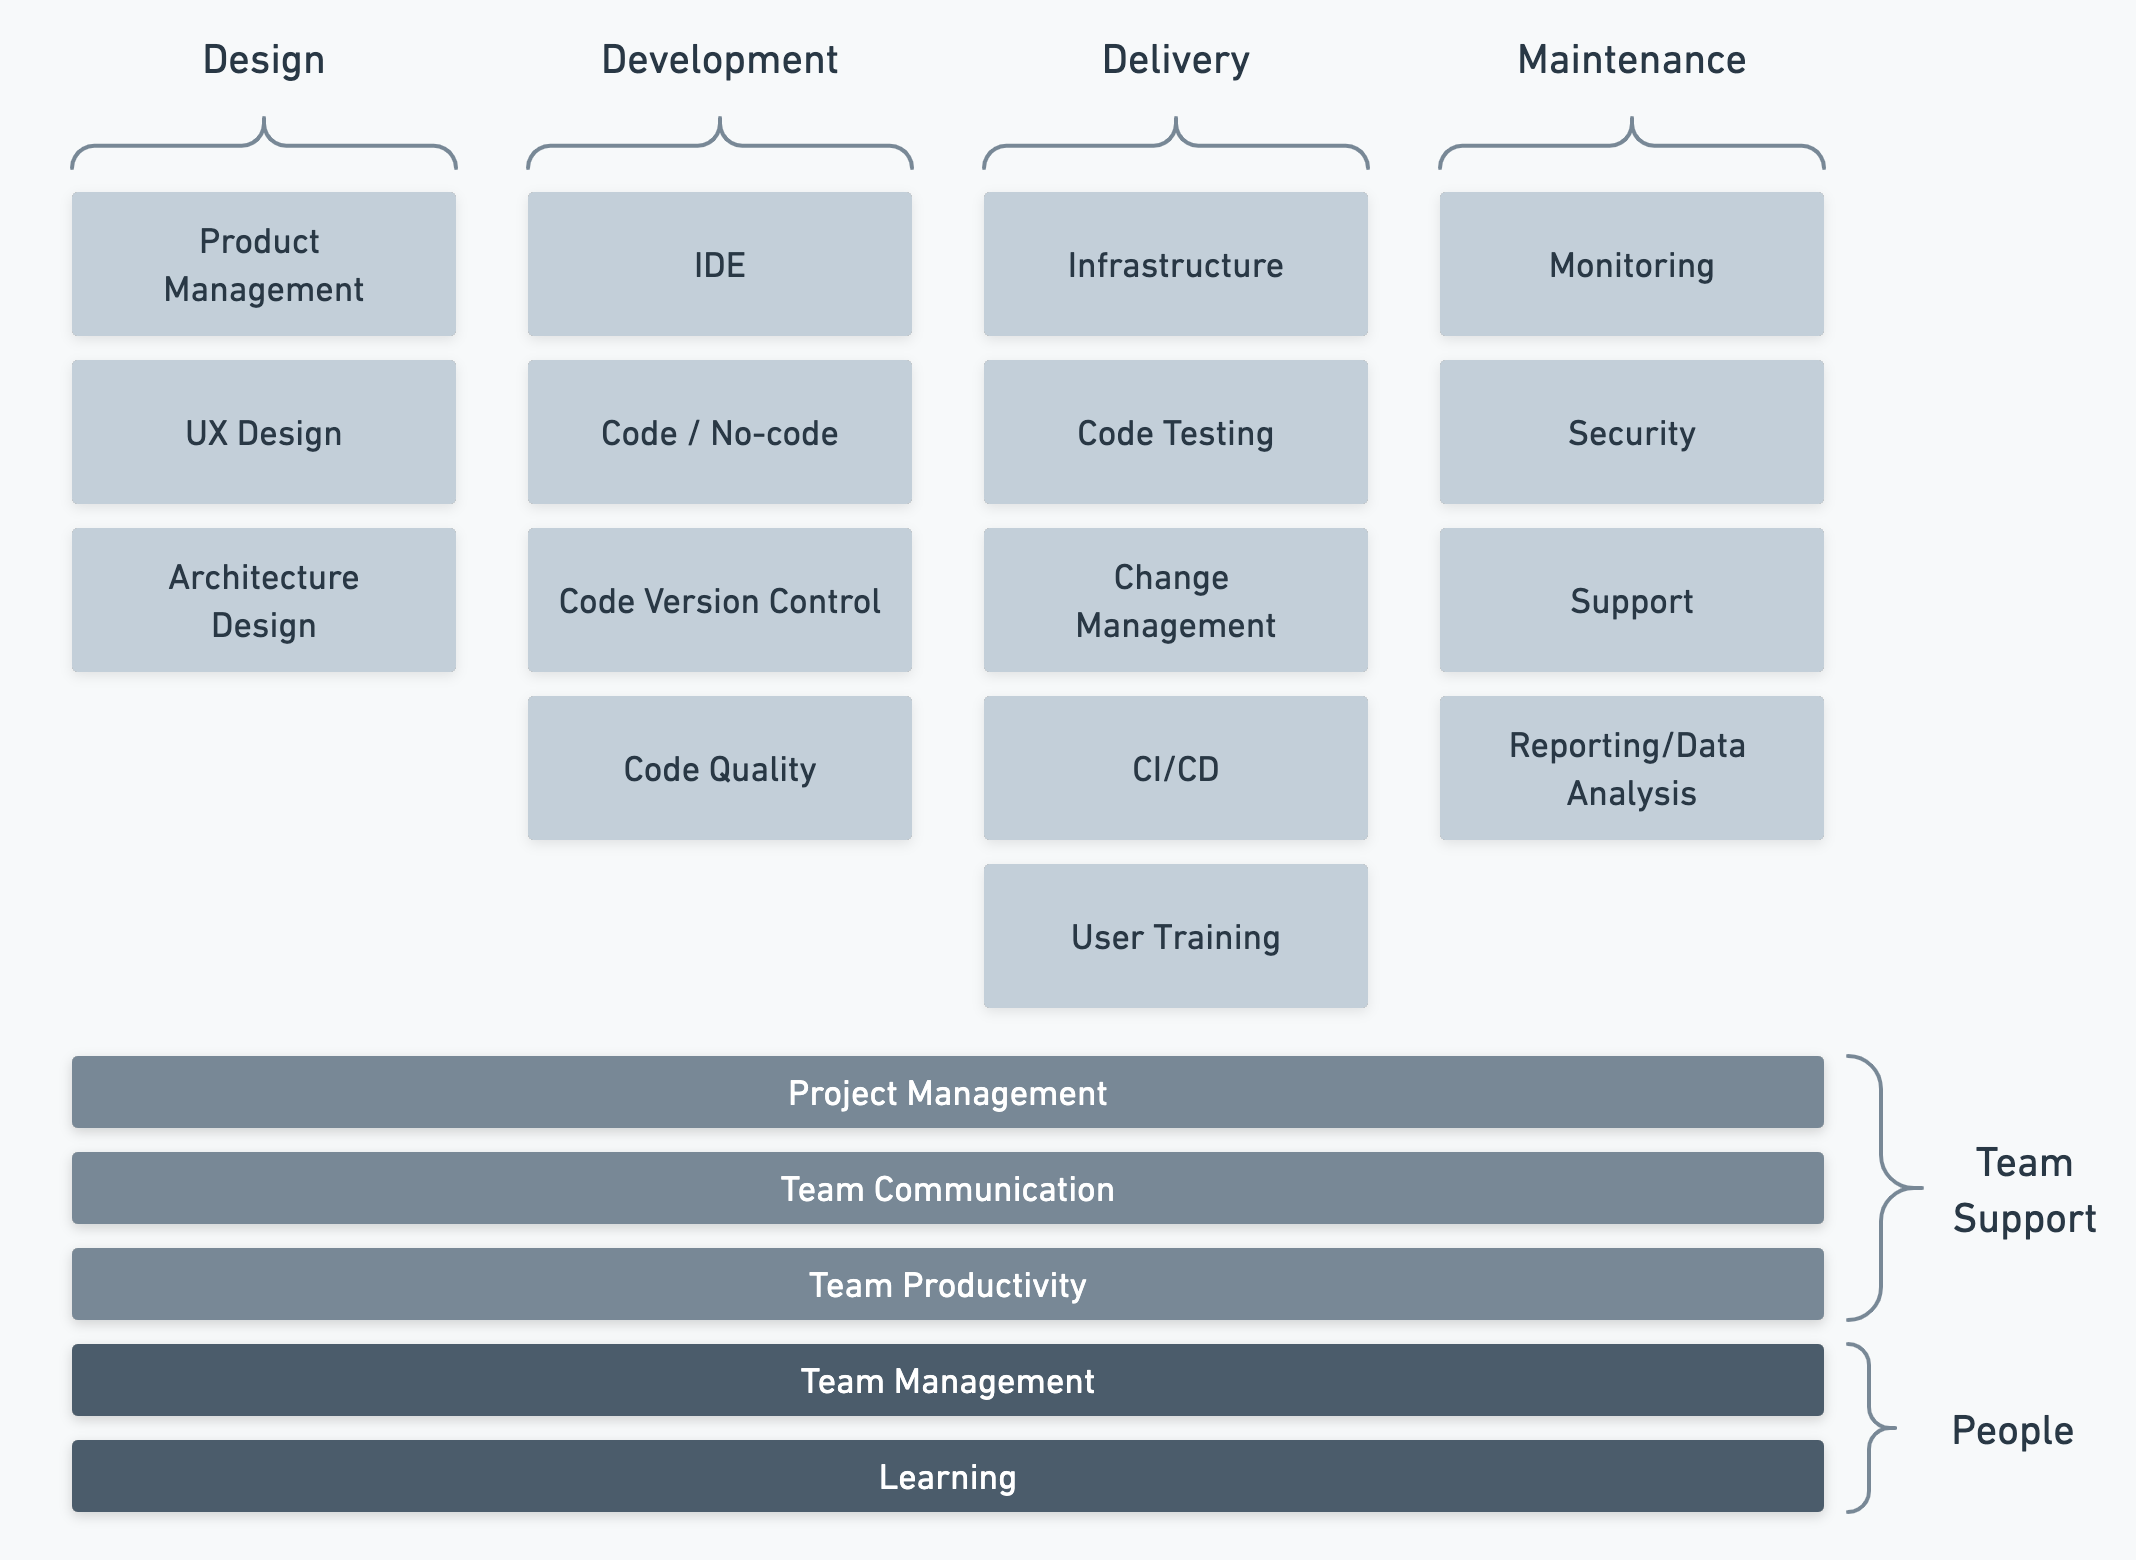 Design
Development
Delivery
Maintenance
Product
Management
UX Design
Architecture
Design
IDE
Code / No-code
Code Version Control
Code Quality
Infrastructure
Code Testing
Change
Management
CI/CD
User Training
Monitoring
Security
Support
Reporting/Data
Analysis
Project Management
Team Communication
Team Productivity
Team
Support
Team Management
Learning
People